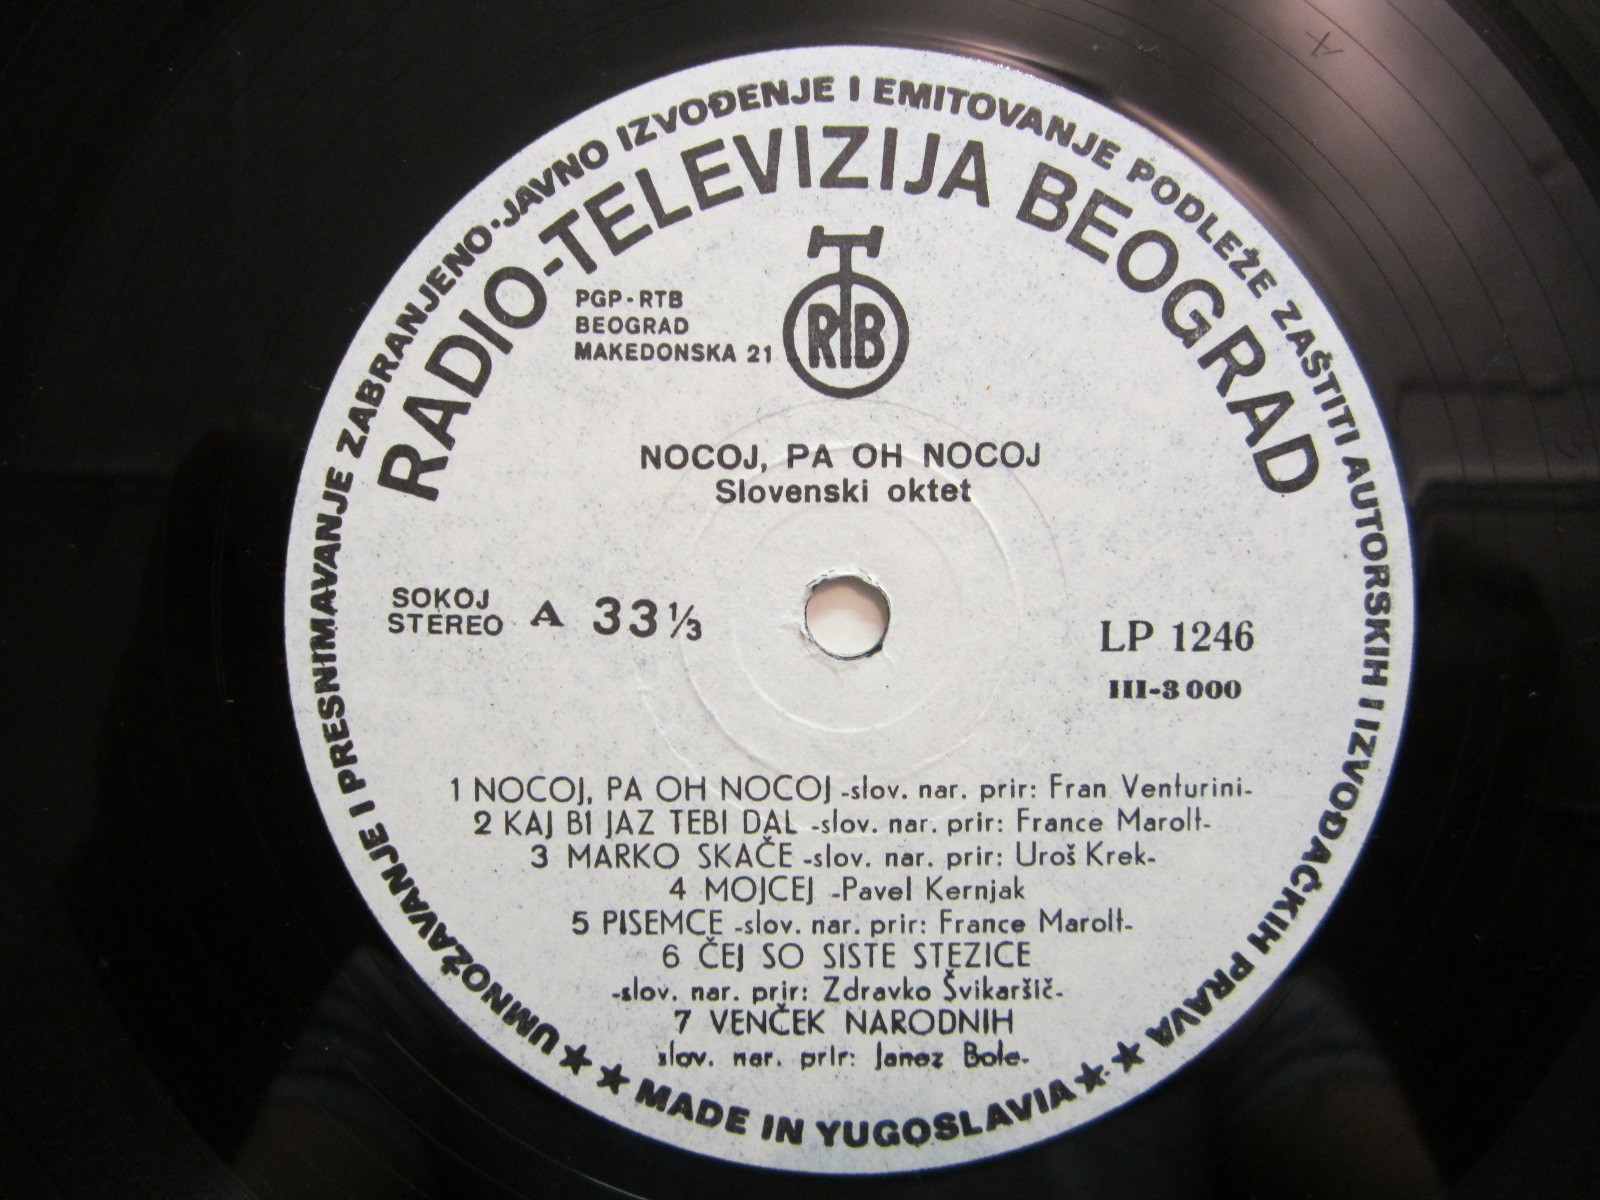 UMNOŽAVANJE I PRESNIMAVANJE ZABRANJENO·JAVNO IZVOĐENJE I EMITOVANJE PODLEŽE ZAŠTITI AUTORSKIH I IZVOĐAČKIH PRAVA
RADIO-TELEVIZIJA BEOGRAD
PGP-RTB
BEOGRAD
MAKEDONSKA 21
RTB
NOCOJ, PA OH NOCOJ
Slovenski oktet
SOKOJ
STEREO A 33 1/3
LP 1246
III-3000
1 NOCOJ, PA OH NOCOJ -slov. nar. prir: Fran Venturini-
2 KAJ BI JAZ TEBI DAL -slov. nar. prir: France Marolt-
3 MARKO SKAČE -slov. nar. prir: Uroš Krek-
4 MOJCEJ -Pavel Kernjak
5 PISEMCE -slov. nar. prir: France Marolt-
6 ČEJ SO SISTE STEZICE
-slov. nar. prir: Zdravko Švikaršič-
7 VENČEK NARODNIH
slov. nar. prir: Janez Bole-
★ ★ MADE IN YUGOSLAVIA ★ ★